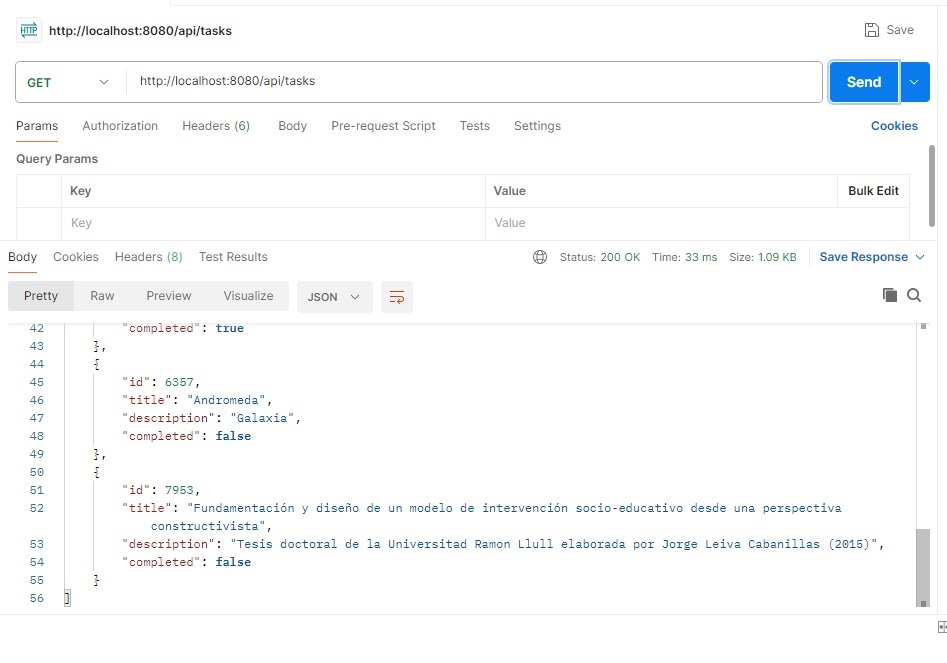 HTTP http://localhost:8080/api/tasks Save
GET http://localhost:8080/api/tasks Send
Params Authorization Headers (6) Body Pre-request Script Tests Settings Cookies
Query Params
Key Value Bulk Edit
Key Value
Body Cookies Headers (8) Test Results Status: 200 OK Time: 33 ms Size: 1.09 KB Save Response
Pretty Raw Preview Visualize JSON
42 "completed": true
43 },
44 {
45 "id": 6357,
46 "title": "Andromeda",
47 "description": "Galaxia",
48 "completed": false
49 },
50 {
51 "id": 7953,
52 "title": "Fundamentación y diseño de un modelo de intervención socio-educativo desde una perspectiva
constructivista",
53 "description": "Tesis doctoral de la Universitad Ramon Llull elaborada por Jorge Leiva Cabanillas (2015)",
54 "completed": false
55 }
56 ]